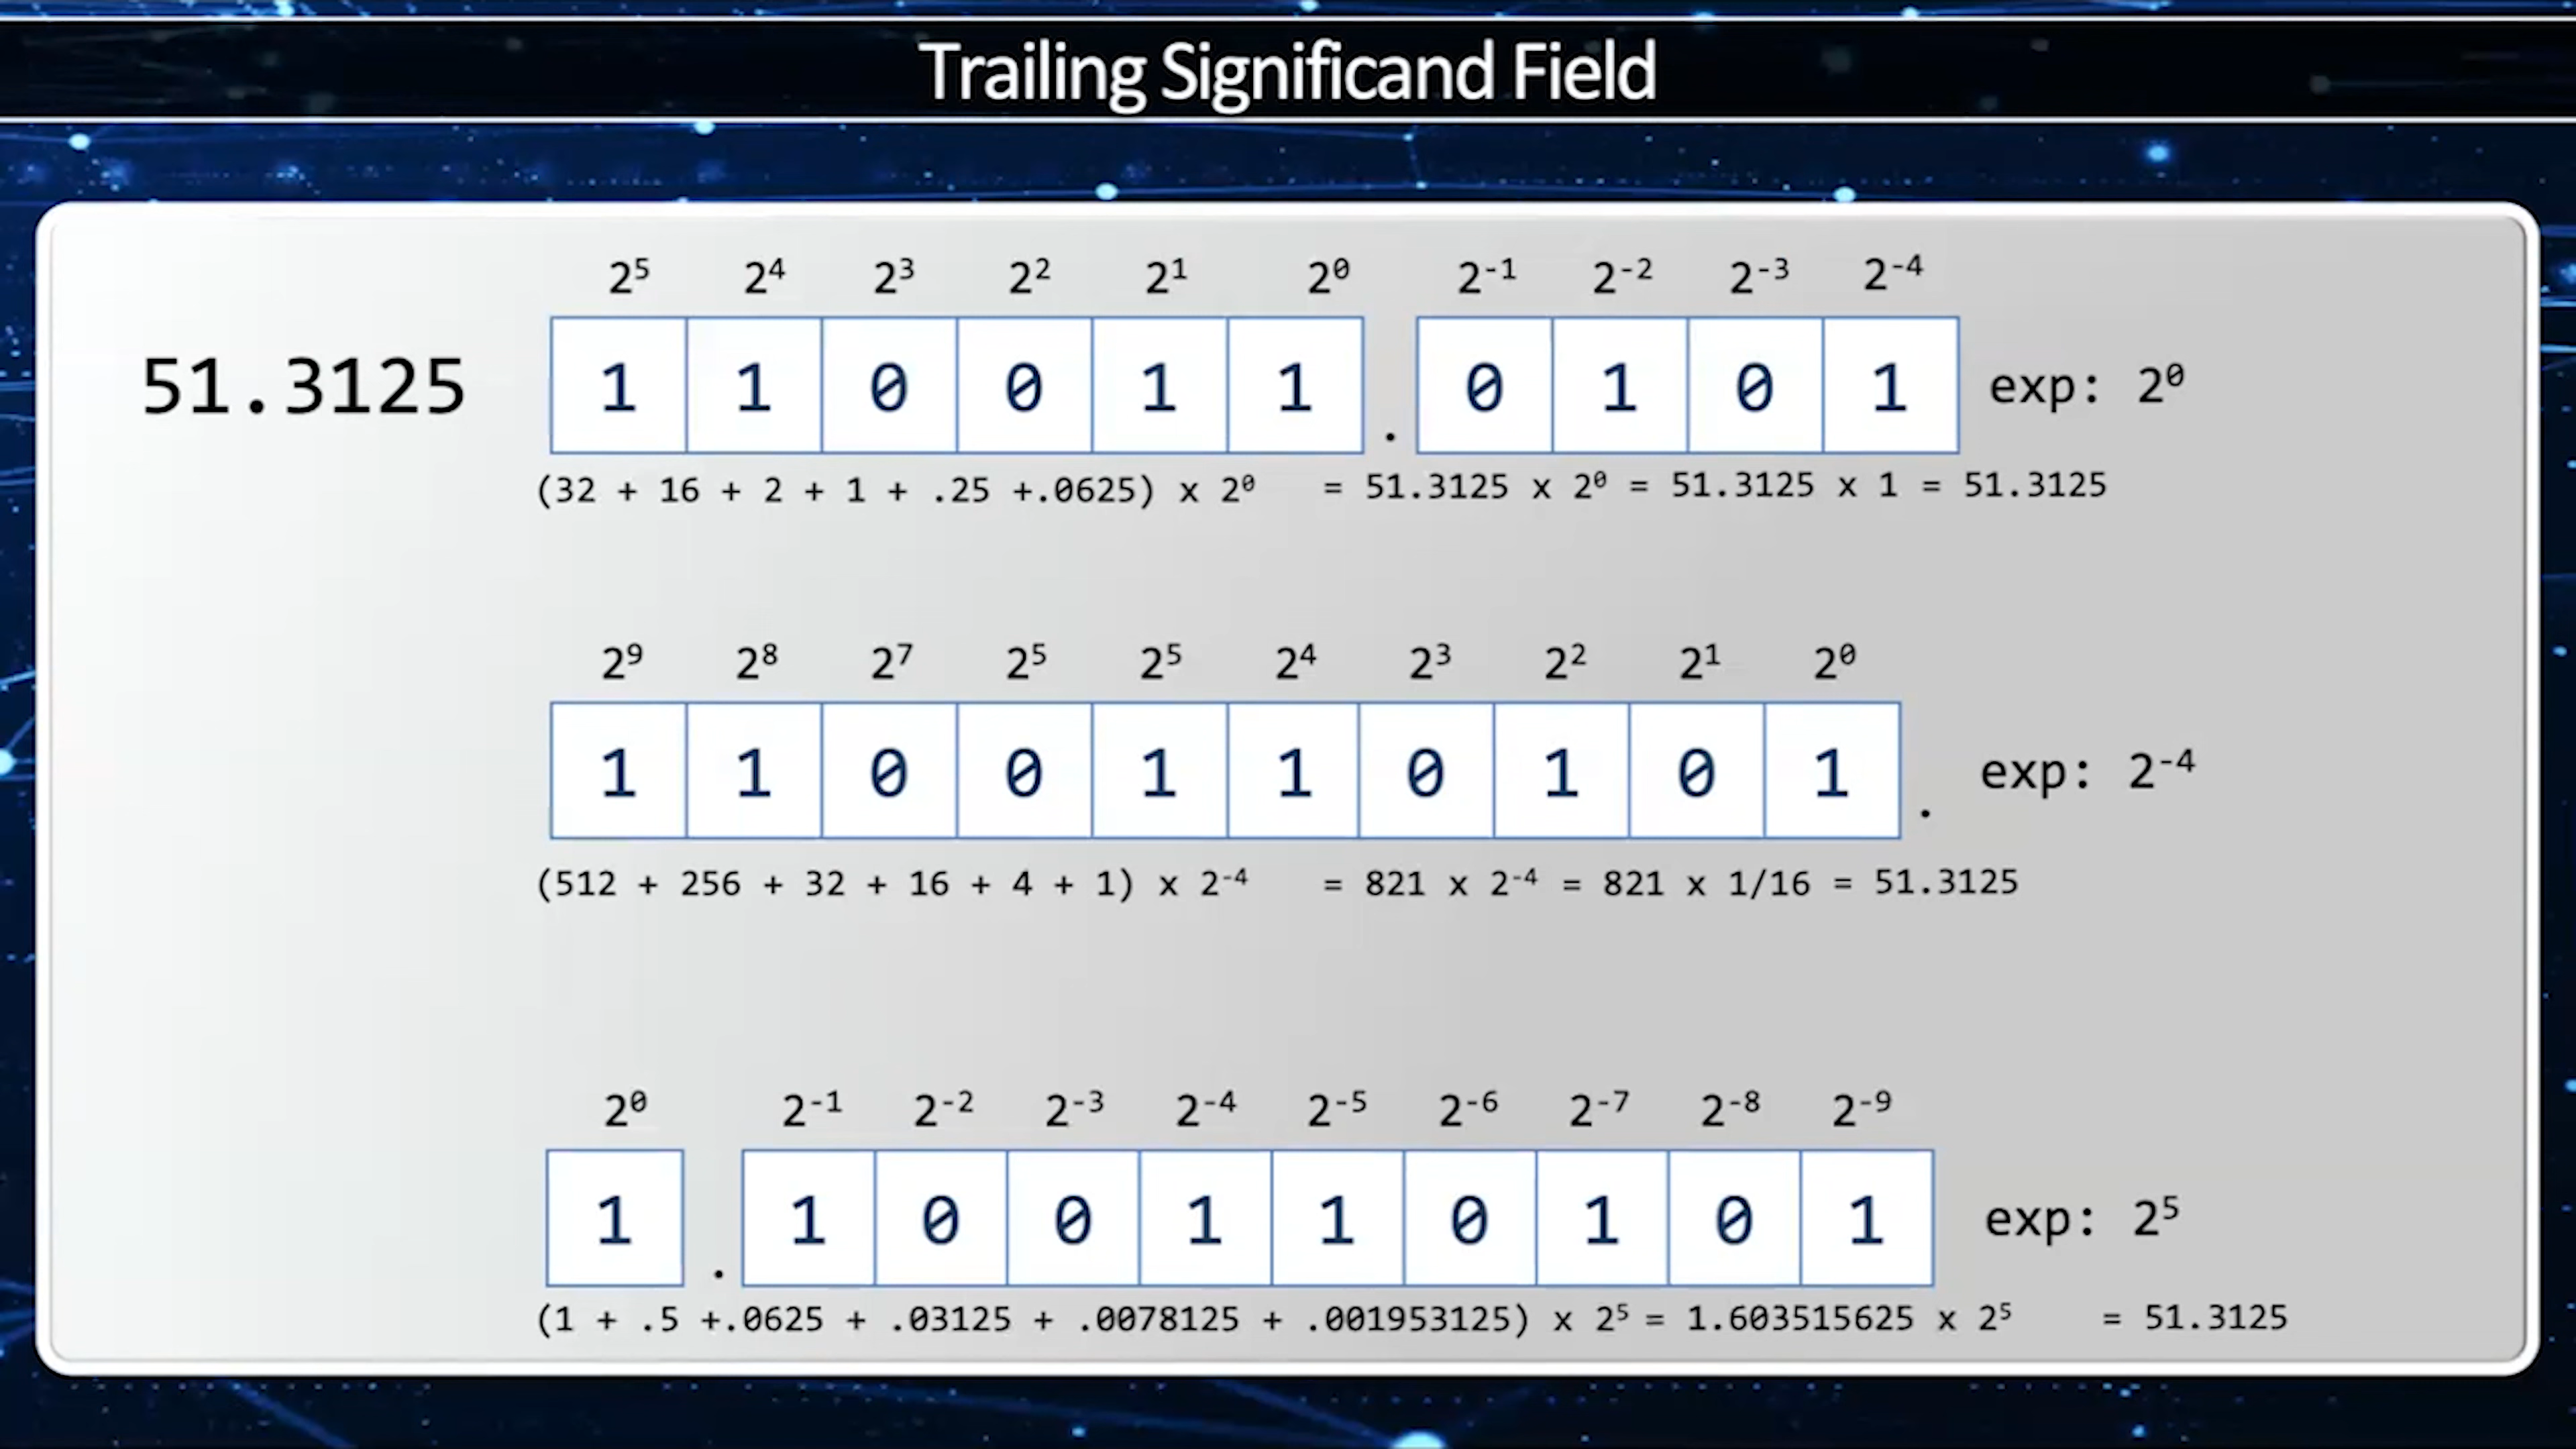 Trailing Significand Field
2⁵ 2⁴ 2³ 2² 2¹ 2⁰ 2⁻¹ 2⁻² 2⁻³ 2⁻⁴
51.3125 1 1 0 0 1 1 . 0 1 0 1 exp: 2⁰
(32 + 16 + 2 + 1 + .25 +.0625) x 2⁰ = 51.3125 x 2⁰ = 51.3125 x 1 = 51.3125
2⁹ 2⁸ 2⁷ 2⁵ 2⁵ 2⁴ 2³ 2² 2¹ 2⁰
1 1 0 0 1 1 0 1 0 1 . exp: 2⁻⁴
(512 + 256 + 32 + 16 + 4 + 1) x 2⁻⁴ = 821 x 2⁻⁴ = 821 x 1/16 = 51.3125
2⁰ 2⁻¹ 2⁻² 2⁻³ 2⁻⁴ 2⁻⁵ 2⁻⁶ 2⁻⁷ 2⁻⁸ 2⁻⁹
1 . 1 0 0 1 1 0 1 0 1 exp: 2⁵
(1 + .5 +.0625 + .03125 + .0078125 + .001953125) x 2⁵ = 1.603515625 x 2⁵ = 51.3125